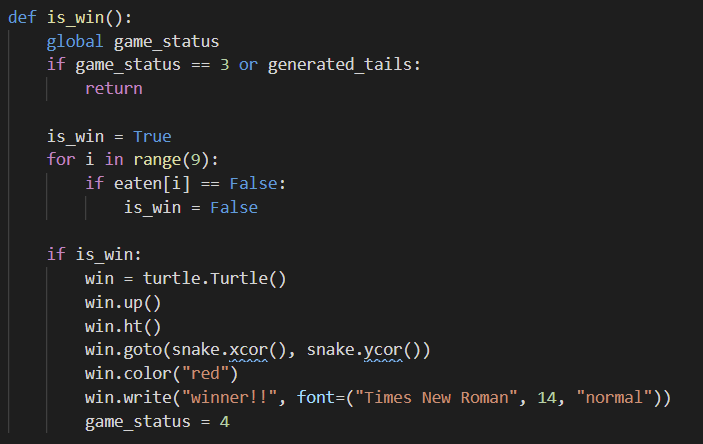 def is_win():
    global game_status
    if game_status == 3 or generated_tails:
        return

    is_win = True
    for i in range(9):
        if eaten[i] == False:
            is_win = False

    if is_win:
        win = turtle.Turtle()
        win.up()
        win.ht()
        win.goto(snake.xcor(), snake.ycor())
        win.color("red")
        win.write("winner!!", font=("Times New Roman", 14, "normal"))
        game_status = 4